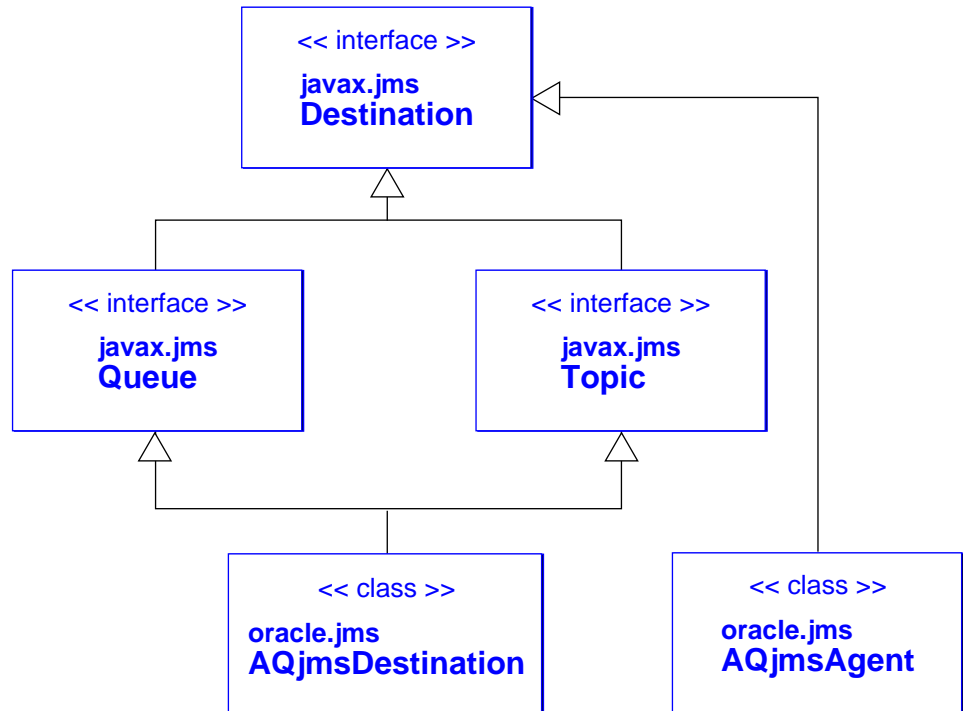 << interface >>
javax.jms
Destination
<< interface >>
javax.jms
Queue
<< interface >>
javax.jms
Topic
<< class >>
oracle.jms
AQjmsDestination
<< class >>
oracle.jms
AQjmsAgent